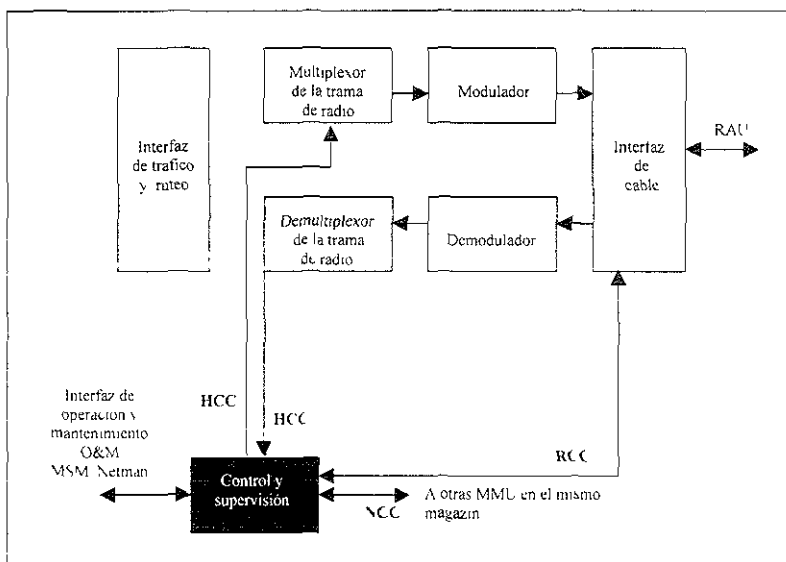 Multiplexor
de la trama
de radio
Modulador
Interfaz
de trafico
y ruteo
Interfaz
de
cable
RAU
Demultiplexor
de la trama
de radio
Demodulador
Interfaz de
operación y
mantenimiento
O&M
MSM Netman
HCC
HCC
RCC
Control y
supervisión
NCC
A otras MMU en el mismo
magazin